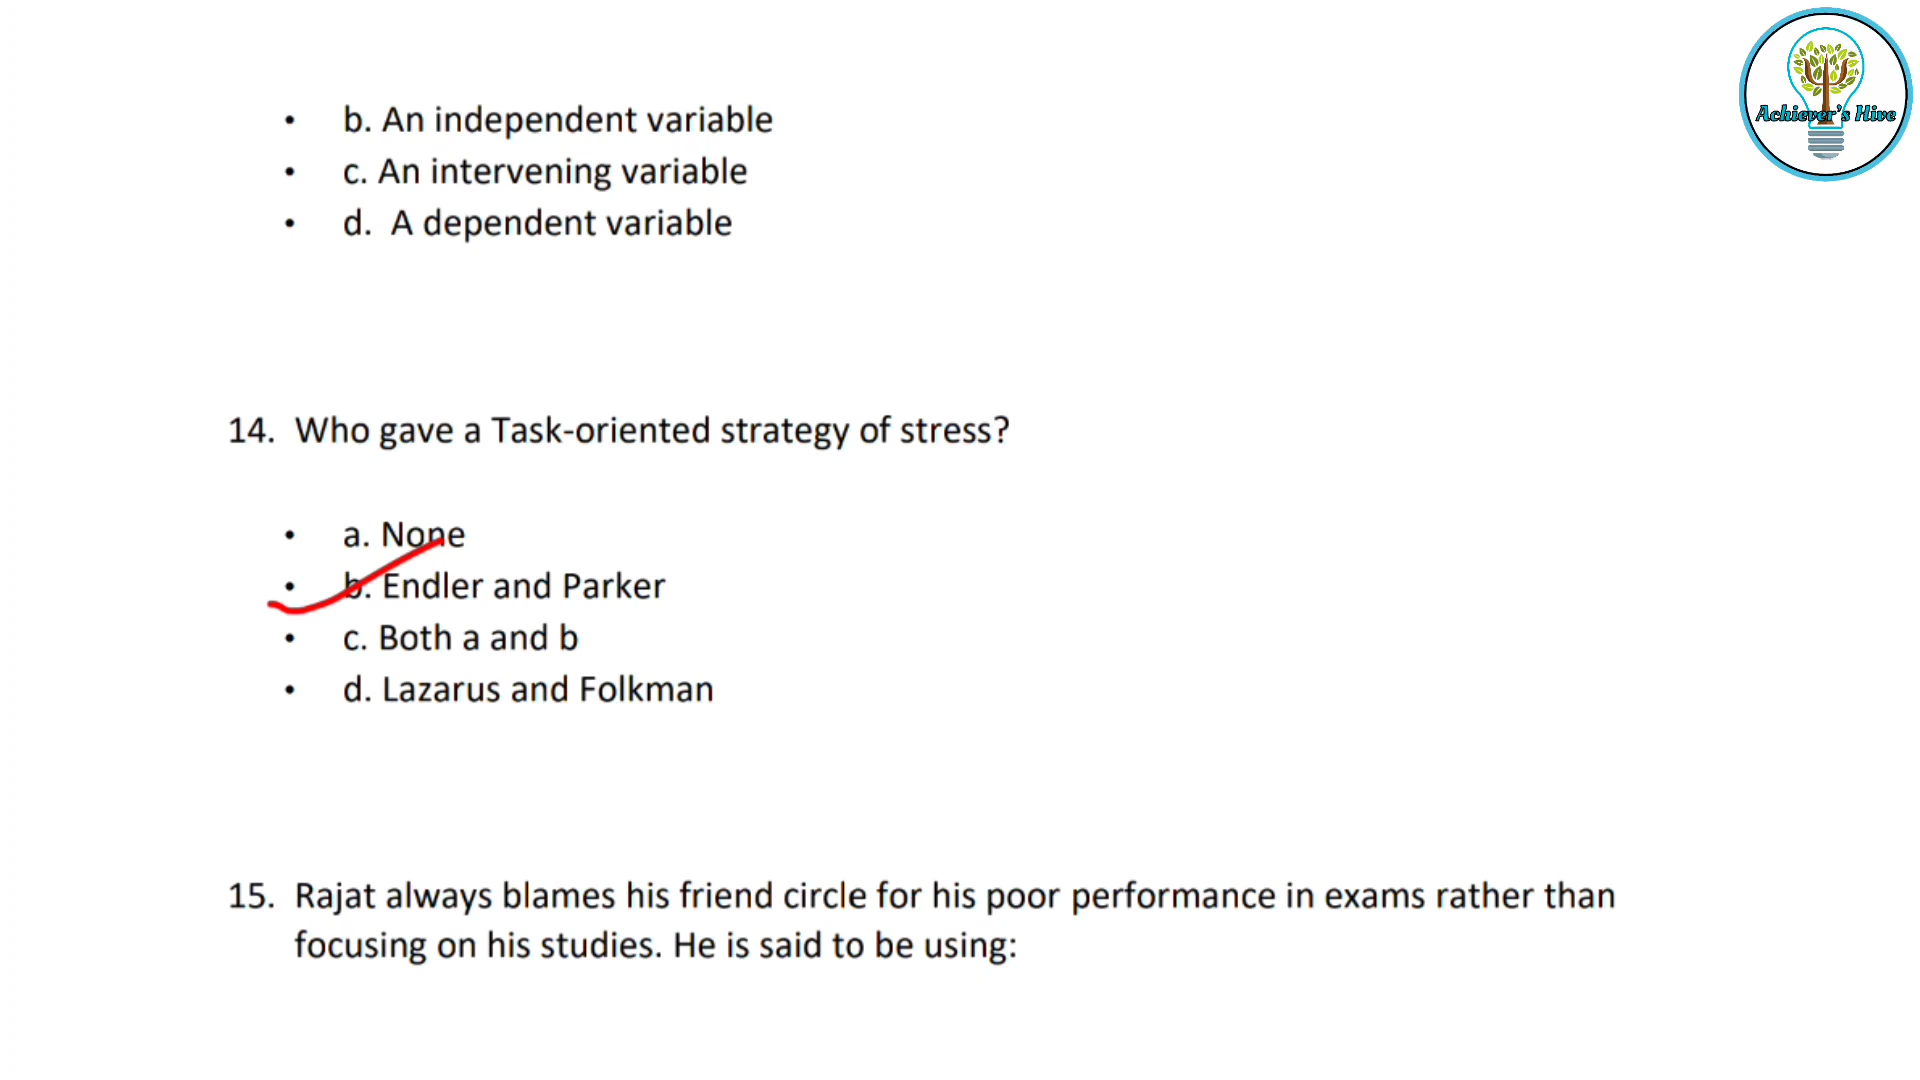 Achiever's Hive
• b. An independent variable
• c. An intervening variable
• d. A dependent variable
14. Who gave a Task-oriented strategy of stress?
• a. None
• b. Endler and Parker
• c. Both a and b
• d. Lazarus and Folkman
15. Rajat always blames his friend circle for his poor performance in exams rather than
focusing on his studies. He is said to be using: